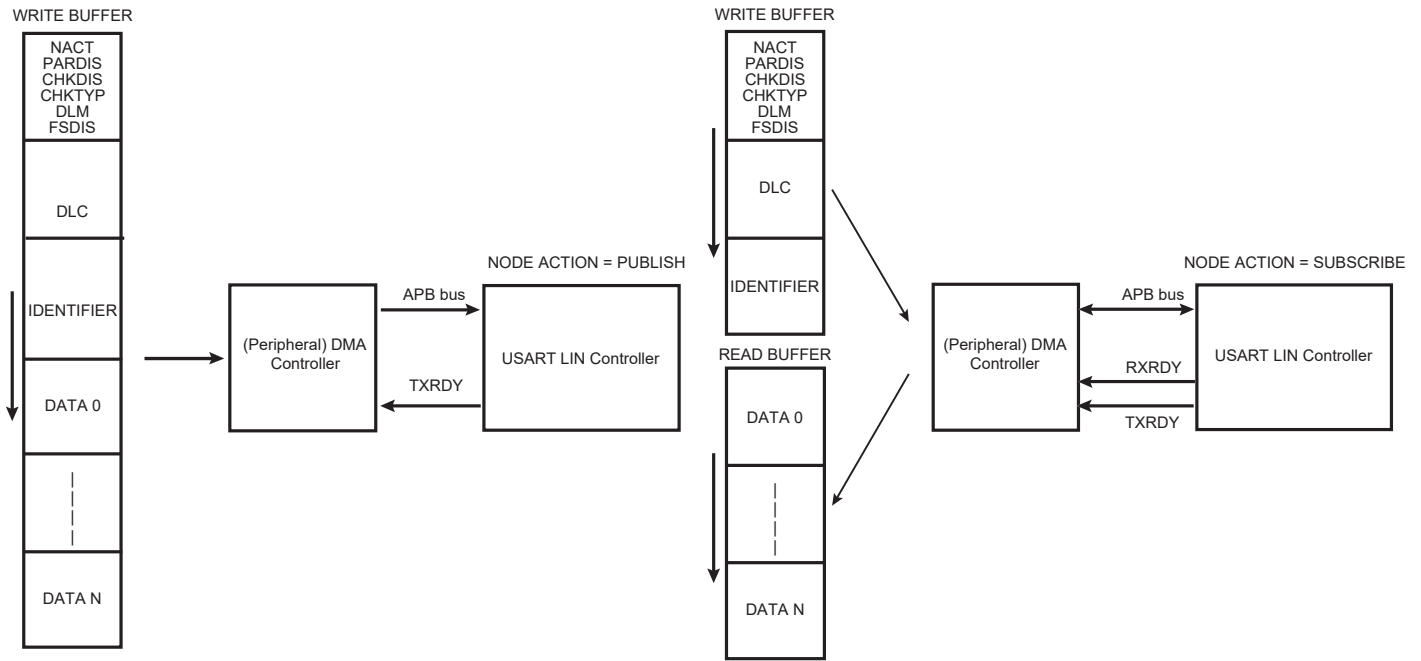 WRITE BUFFER
NACT
PARDIS
CHKDIS
CHKTYP
DLM
FSDIS
DLC
IDENTIFIER
DATA 0
DATA N
(Peripheral) DMA
Controller
APB bus
TXRDY
NODE ACTION = PUBLISH
USART LIN Controller
WRITE BUFFER
NACT
PARDIS
CHKDIS
CHKTYP
DLM
FSDIS
DLC
IDENTIFIER
READ BUFFER
DATA 0
DATA N
(Peripheral) DMA
Controller
APB bus
RXRDY
TXRDY
NODE ACTION = SUBSCRIBE
USART LIN Controller